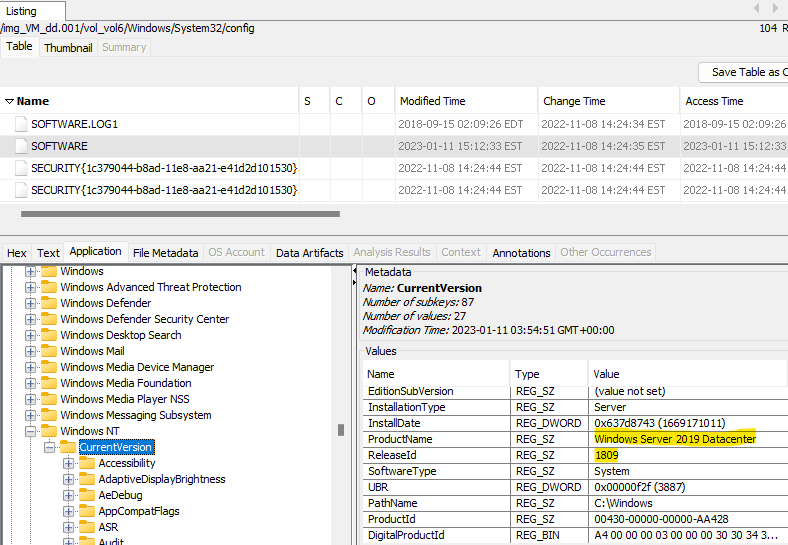 Listing
/img_VM_dd.001/vol_vol6/Windows/System32/config
104 R
Table Thumbnail Summary
Save Table as C
Name S C O Modified Time Change Time Access Time
SOFTWARE.LOG1 2018-09-15 02:09:26 EDT 2022-11-08 14:24:34 EST 2018-09-15 02:09:26
SOFTWARE 2023-01-11 15:12:33 EST 2022-11-08 14:24:35 EST 2023-01-11 15:12:33
SECURITY{1c379044-b8ad-11e8-aa21-e41d2d101530} 2022-11-08 14:24:44 EST 2022-11-08 14:24:44 EST 2022-11-08 14:24:44
SECURITY{1c379044-b8ad-11e8-aa21-e41d2d101530} 2022-11-08 14:24:44 EST 2022-11-08 14:24:44 EST 2022-11-08 14:24:44
Hex Text Application File Metadata OS Account Data Artifacts Analysis Results Context Annotations Other Occurrences
Windows
Windows Advanced Threat Protection
Windows Defender
Windows Defender Security Center
Windows Desktop Search
Windows Mail
Windows Media Device Manager
Windows Media Foundation
Windows Media Player NSS
Windows Messaging Subsystem
Windows NT
CurrentVersion
Accessibility
AdaptiveDisplayBrightness
AeDebug
AppCompatFlags
ASR
Audit
Metadata
Name: CurrentVersion
Number of subkeys: 87
Number of values: 27
Modification Time: 2023-01-11 03:54:51 GMT+00:00
Values
Name Type Value
EditionSubVersion REG_SZ (value not set)
InstallationType REG_SZ Server
InstallDate REG_DWORD 0x637d8743 (1669171011)
ProductName REG_SZ Windows Server 2019 Datacenter
ReleaseId REG_SZ 1809
SoftwareType REG_SZ System
UBR REG_DWORD 0x00000f2f (3887)
PathName REG_SZ C:\Windows
ProductId REG_SZ 00430-00000-00000-AA428
DigitalProductId REG_BIN A4 00 00 00 03 00 00 00 30 30 34 3...